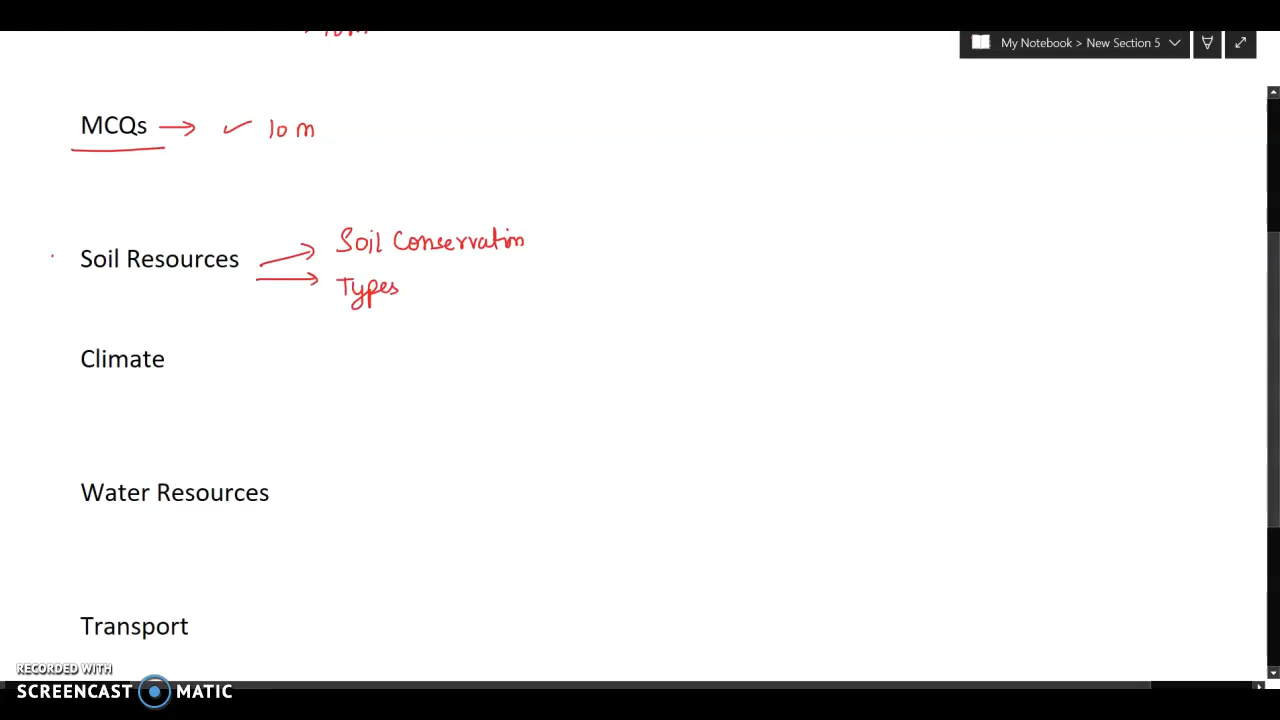 My Notebook > New Section 5
MCQs → ✓ 10 m
Soil Resources
Soil Conservation
Types
Climate
Water Resources
Transport
RECORDED WITH
SCREENCAST MATIC